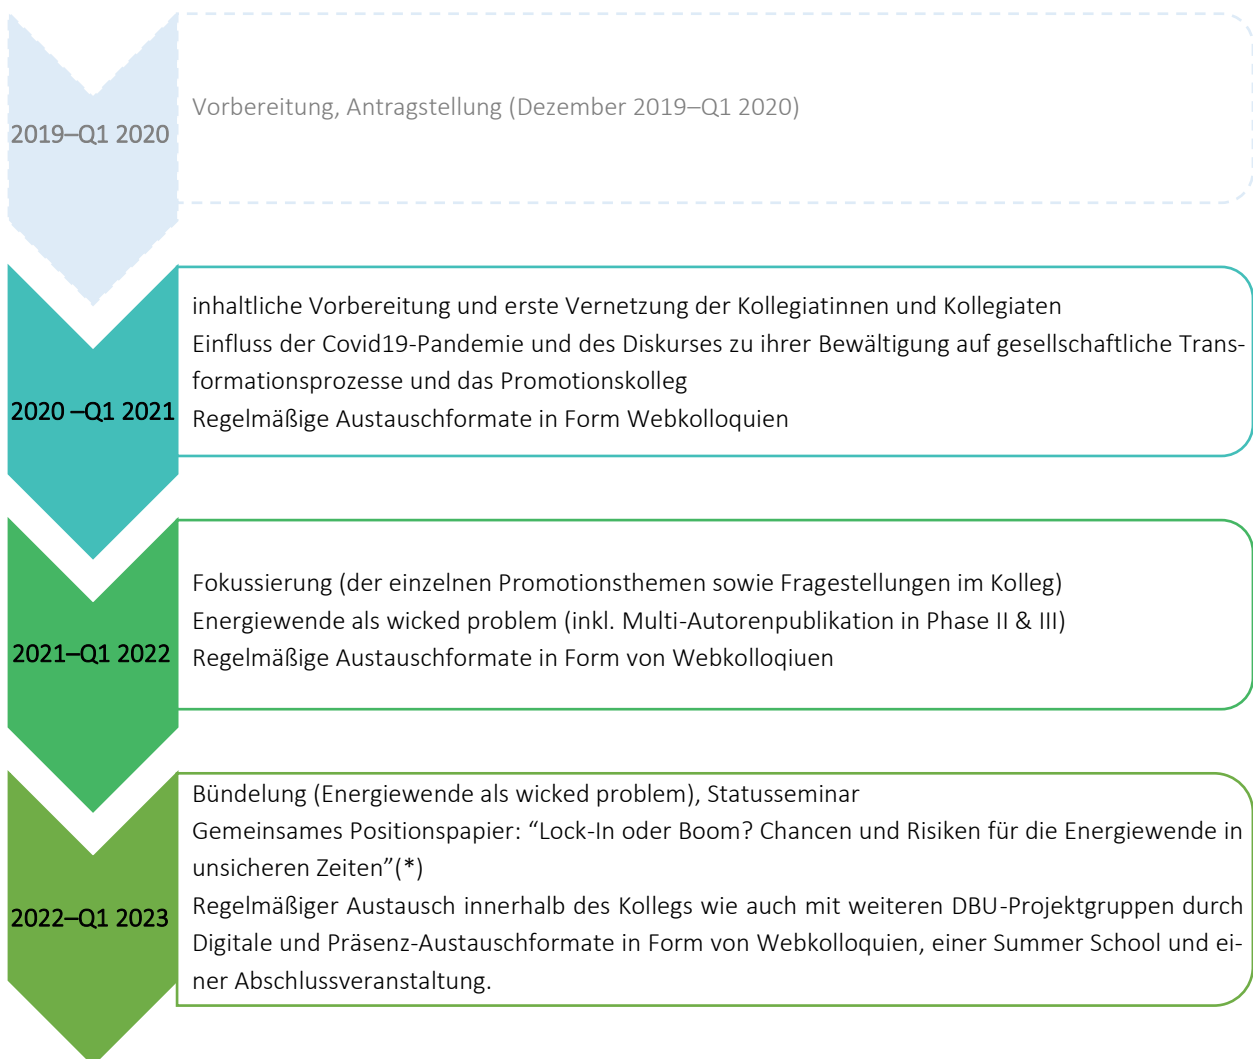 2019–Q1 2020
Vorbereitung, Antragstellung (Dezember 2019–Q1 2020)
2020 –Q1 2021
inhaltliche Vorbereitung und erste Vernetzung der Kollegiatinnen und Kollegiaten
Einfluss der Covid19-Pandemie und des Diskurses zu ihrer Bewältigung auf gesellschaftliche Trans-
formationsprozesse und das Promotionskolleg
Regelmäßige Austauschformate in Form Webkolloquien
2021–Q1 2022
Fokussierung (der einzelnen Promotionsthemen sowie Fragestellungen im Kolleg)
Energiewende als wicked problem (inkl. Multi-Autorenpublikation in Phase II & III)
Regelmäßige Austauschformate in Form von Webkolloqiuen
2022–Q1 2023
Bündelung (Energiewende als wicked problem), Statusseminar
Gemeinsames Positionspapier: “Lock-In oder Boom? Chancen und Risiken für die Energiewende in
unsicheren Zeiten”(*)
Regelmäßiger Austausch innerhalb des Kollegs wie auch mit weiteren DBU-Projektgruppen durch
Digitale und Präsenz-Austauschformate in Form von Webkolloquien, einer Summer School und ei-
ner Abschlussveranstaltung.